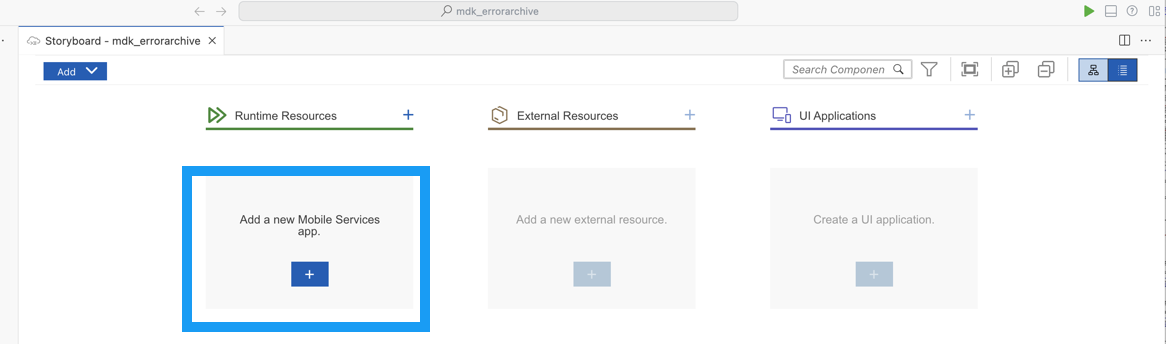 mdk_errorarchive
Storyboard - mdk_errorarchive
Add
Search Componen
Runtime Resources
External Resources
UI Applications
Add a new Mobile Services
app.
Add a new external resource.
Create a UI application.